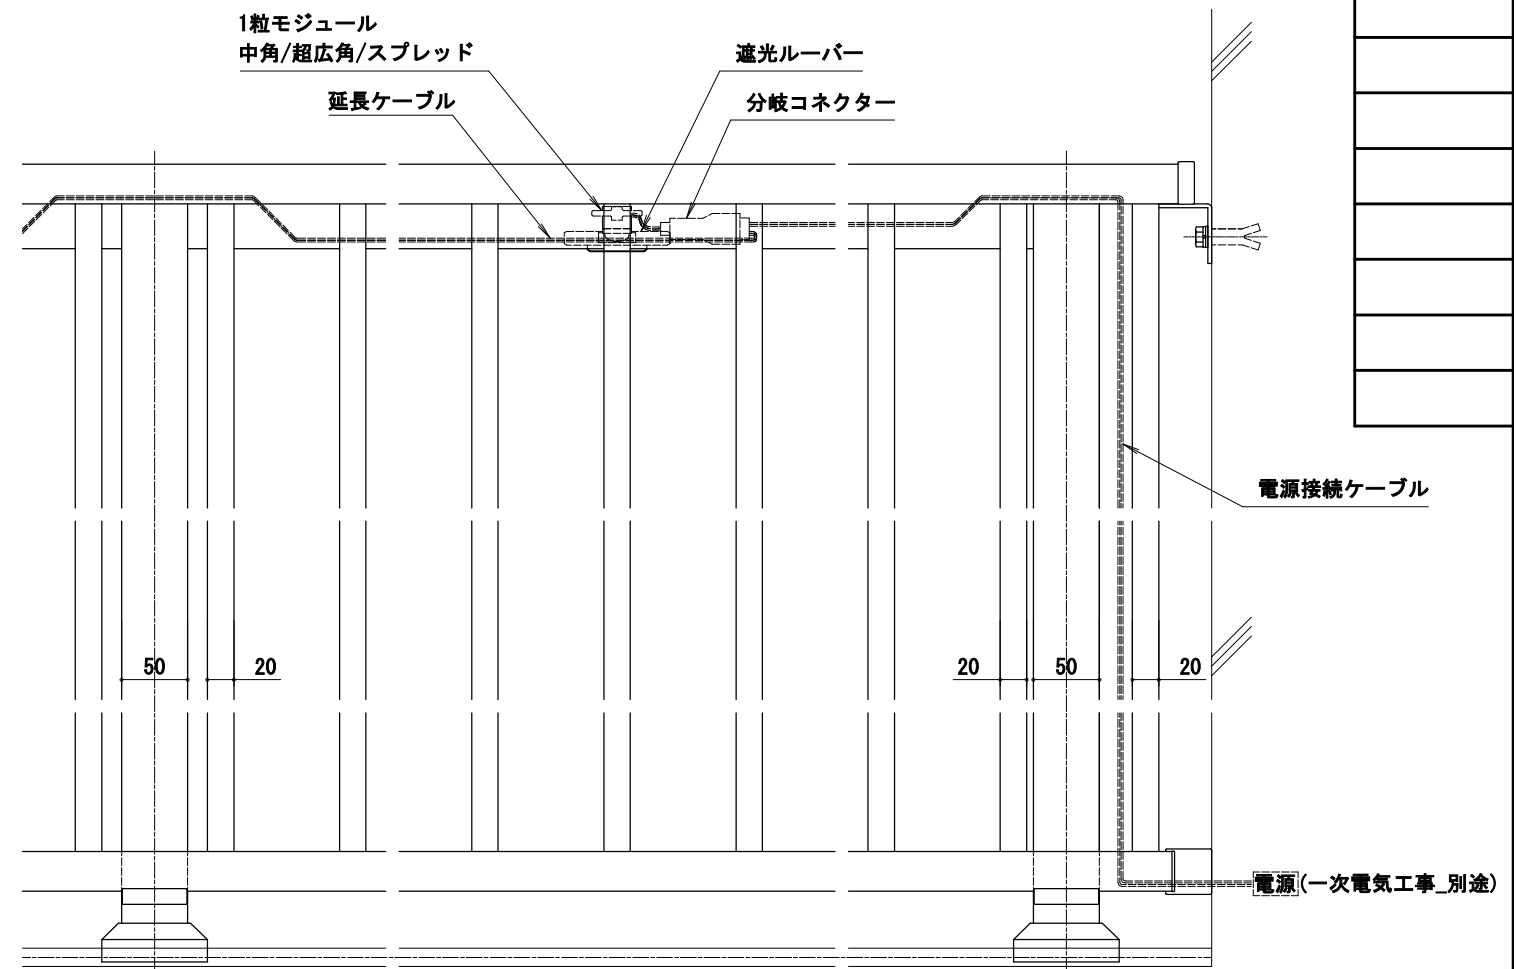 1粒モジュール
中角/超広角/スプレッド
遮光ルーバー
延長ケーブル
分岐コネクター
電源接続ケーブル
50
20
20
50
20
電源(一次電気工事_別途)